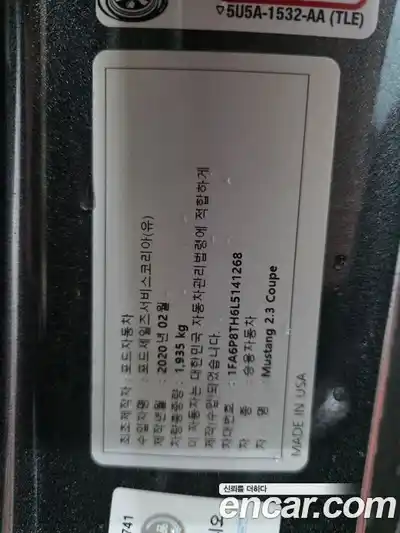 ▽5U5A-1532-AA (TLE)
최초제작자 : 포드자동차
수입자명 : 포드세일즈서비스코리아(유)
제작년월 : 2020 년 02월
차량총중량 : 1,935 kg
이 자동차는 대한민국 자동차관리법령에 적합하게
제작(수입)되었습니다.
차대번호 : 1FA6P8TH6L5141268
차 종 : 승용자동차
차 명 : Mustang 2.3 Coupe
MADE IN USA
741
신뢰를 더하다
encar.com